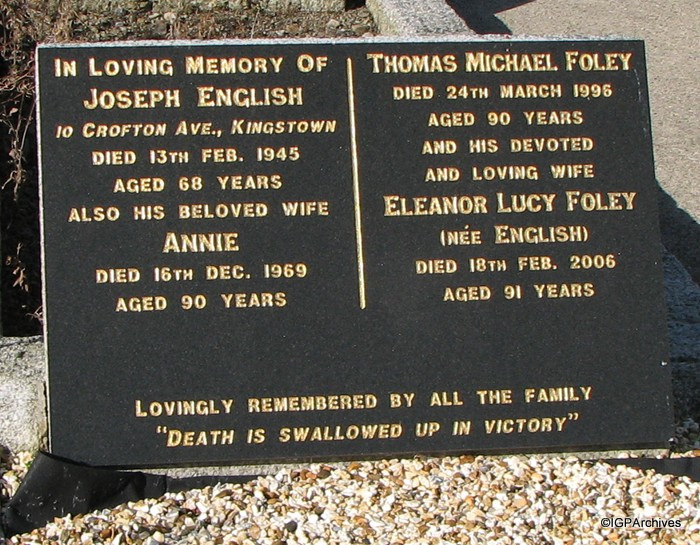 In Loving Memory Of
Joseph English
10 Crofton Ave., Kingstown
died 13th Feb. 1945
aged 68 years
also his beloved wife
Annie
died 16th Dec. 1969
aged 90 years
Thomas Michael Foley
died 24th March 1996
aged 90 years
and his devoted
and loving wife
Eleanor Lucy Foley
(née English)
died 18th Feb. 2006
aged 91 years
Lovingly remembered by all the family
"Death is swallowed up in victory"
©IGPArchives